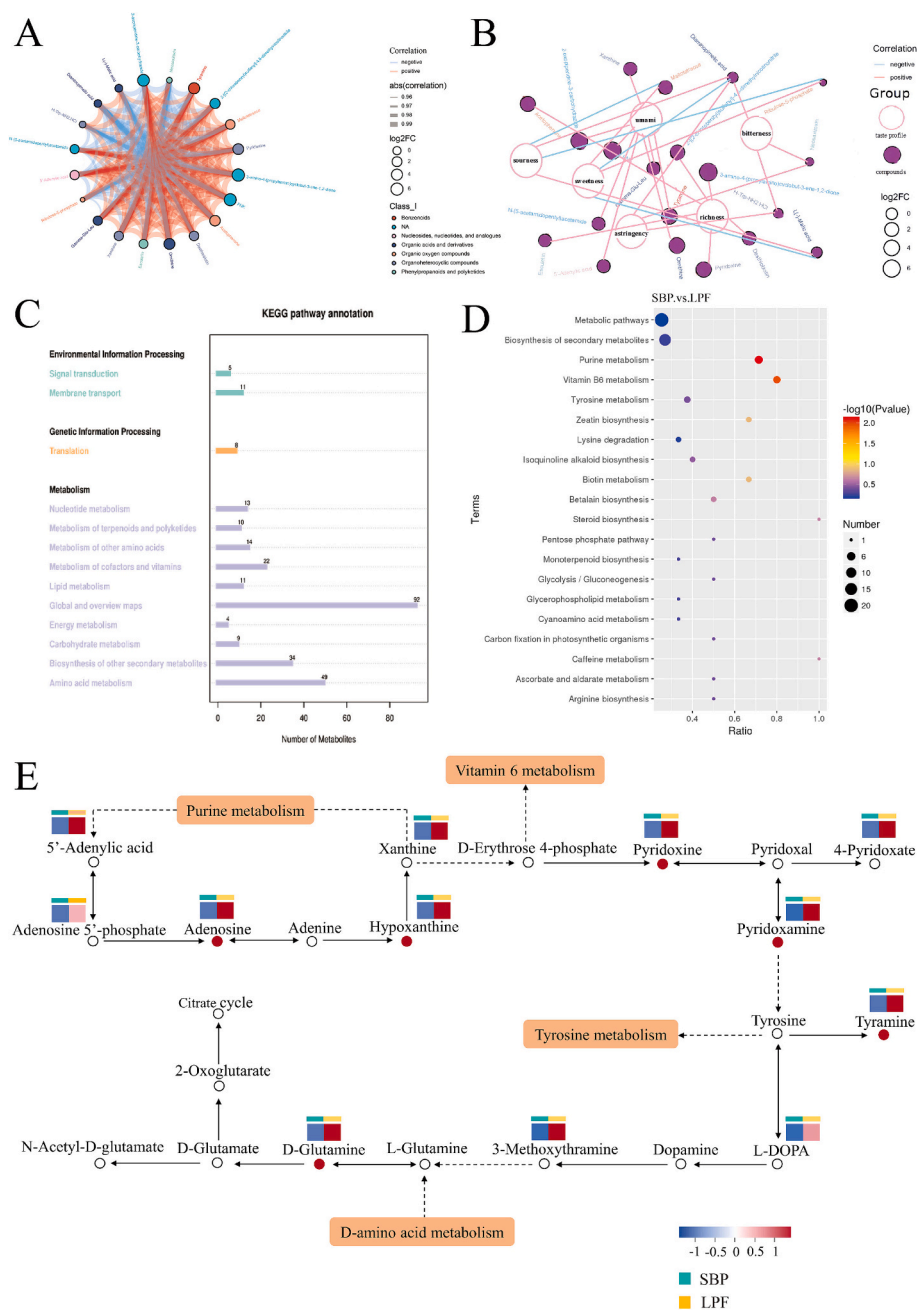 A
Correlation
negetive
positive
abs(correlation)
0.96
0.97
0.98
0.99
log2FC
0
2
4
6
Class_I
Benzenoids
NA
Nucleosides, nucleotides, and analogues
Organic acids and derivatives
Organic oxygen compounds
Organoheterocyclic compounds
Phenylpropanoids and polyketides
B
Xanthine
umami
bitterness
sourness
sweetness
richness
astringency
Tyramine
Ornithine
Pyridoxine
L(-)-Malic acid
Correlation
negetive
positive
Group
taste profile
compounds
log2FC
0
2
4
6
C
KEGG pathway annotation
Environmental Information Processing
Signal transduction
5
Membrane transport
11
Genetic Information Processing
Translation
8
Metabolism
Nucleotide metabolism
13
Metabolism of terpenoids and polyketides
10
Metabolism of other amino acids
14
Metabolism of cofactors and vitamins
22
Lipid metabolism
11
Global and overview maps
92
Energy metabolism
4
Carbohydrate metabolism
9
Biosynthesis of other secondary metabolites
34
Amino acid metabolism
49
0 20 40 60 80
Number of Metabolites
D
SBP.vs.LPF
Terms
Metabolic pathways
Biosynthesis of secondary metabolites
Purine metabolism
Vitamin B6 metabolism
Tyrosine metabolism
Zeatin biosynthesis
Lysine degradation
Isoquinoline alkaloid biosynthesis
Biotin metabolism
Betalain biosynthesis
Steroid biosynthesis
Pentose phosphate pathway
Monoterpenoid biosynthesis
Glycolysis / Gluconeogenesis
Glycerophospholipid metabolism
Cyanoamino acid metabolism
Carbon fixation in photosynthetic organisms
Caffeine metabolism
Ascorbate and aldarate metabolism
Arginine biosynthesis
0.4 0.6 0.8 1.0
Ratio
-log10(Pvalue)
2.0
1.5
1.0
0.5
Number
1
6
10
15
20
E
Vitamin 6 metabolism
Purine metabolism
5’-Adenylic acid
Xanthine
D-Erythrose 4-phosphate
Pyridoxine
Pyridoxal
4-Pyridoxate
Adenosine 5’-phosphate
Adenosine
Adenine
Hypoxanthine
Pyridoxamine
Citrate cycle
Tyrosine metabolism
Tyrosine
Tyramine
2-Oxoglutarate
N-Acetyl-D-glutamate
D-Glutamate
D-Glutamine
L-Glutamine
3-Methoxythramine
Dopamine
L-DOPA
D-amino acid metabolism
-1 -0.5 0 0.5 1
SBP
LPF